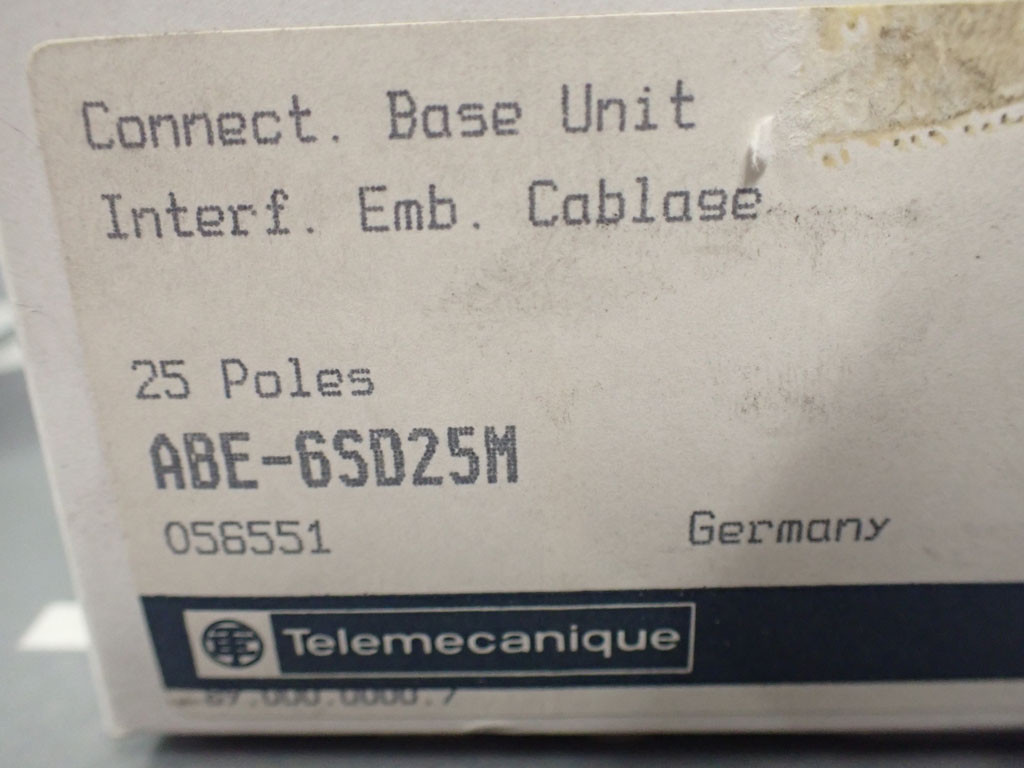 Connect. Base Unit
Interf. Emb. Cablage
25 Poles
ABE-6SD25M
056551
Germany
Telemecanique